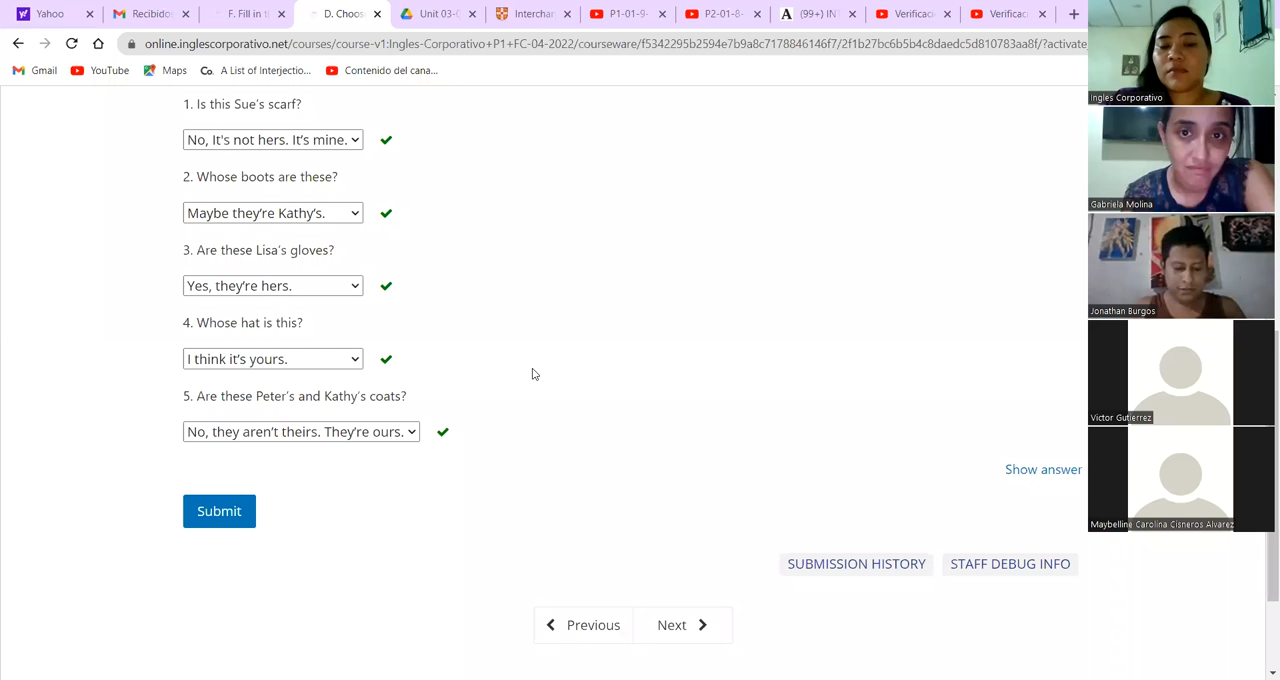 Yahoo
Recibidos
F. Fill in t
D. Choos
Unit 03-
Interchan
P1-01-9-
P2-01-8-
(99+) IN
Verificac
Verificac
online.inglescorporativo.net/courses/course-v1:Ingles-Corporativo+P1+FC-04-2022/courseware/f5342295b2594e7b9a8c7178846146f7/2f1b27bc6b5b4c8daedc5d810783aa8f/?activate_
Gmail
YouTube
Maps
Co. A List of Interjectio...
Contenido del cana...
1. Is this Sue's scarf?
No, It's not hers. It's mine.
2. Whose boots are these?
Maybe they're Kathy's.
3. Are these Lisa's gloves?
Yes, they're hers.
4. Whose hat is this?
I think it's yours.
5. Are these Peter's and Kathy's coats?
No, they aren't theirs. They're ours.
Show answer
Submit
SUBMISSION HISTORY
STAFF DEBUG INFO
Previous
Next
Ingles Corporativo
Gabriela Molina
Jonathan Burgos
Victor Gutierrez
Maybelline Carolina Cisneros Alvarez